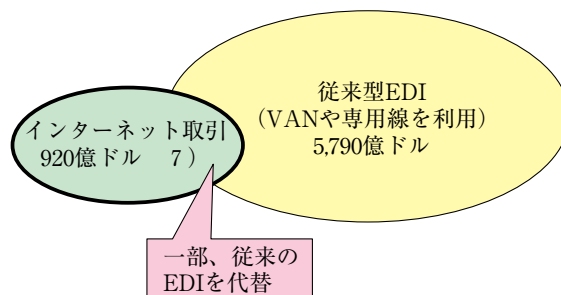 従来型EDI
（VANや専用線を利用）
5,790億ドル
インターネット取引
920億ドル　７）
一部、従来の
EDIを代替